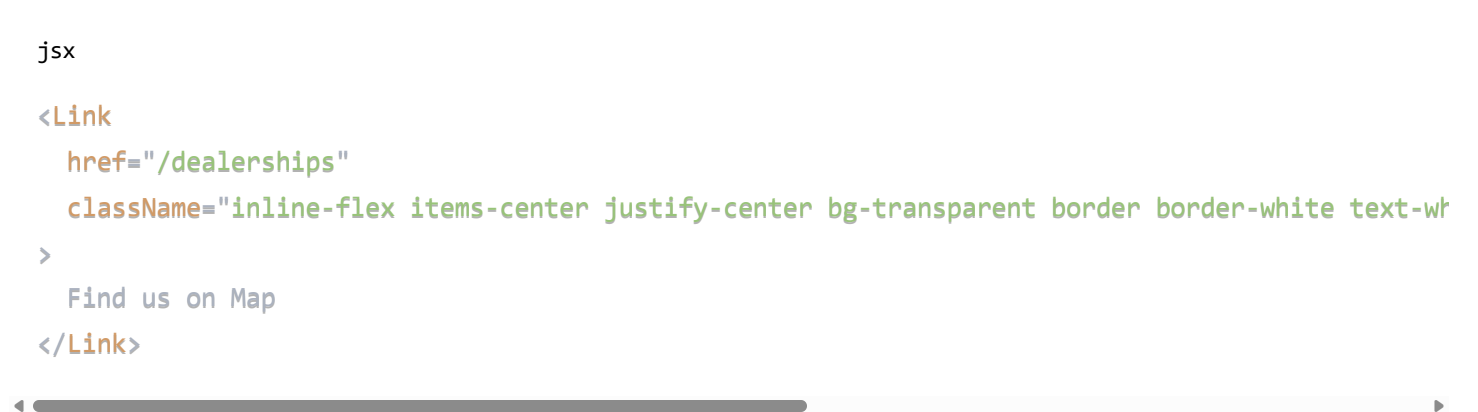 jsx
<Link
  href="/dealerships"
  className="inline-flex items-center justify-center bg-transparent border border-white text-wh
>
  Find us on Map
</Link>